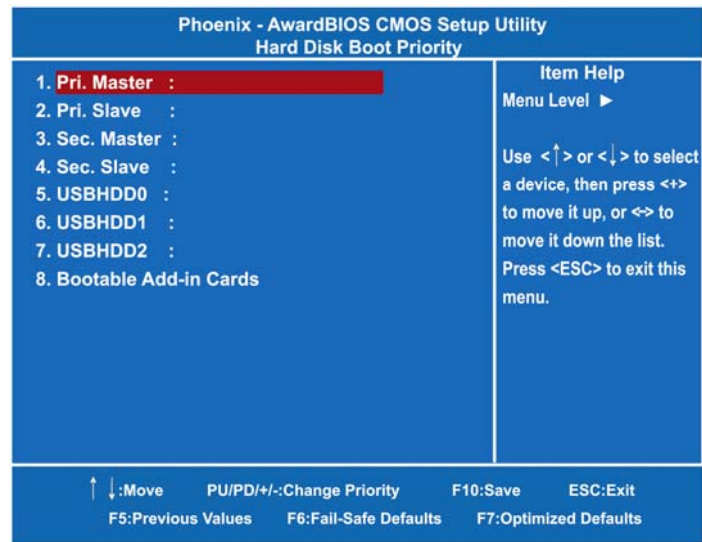 Phoenix - AwardBIOS CMOS Setup Utility
Hard Disk Boot Priority
1. Pri. Master :
2. Pri. Slave :
3. Sec. Master :
4. Sec. Slave :
5. USBHDD0 :
6. USBHDD1 :
7. USBHDD2 :
8. Bootable Add-in Cards
Item Help
Menu Level ►
Use <↑> or <↓> to select
a device, then press <+>
to move it up, or <-> to
move it down the list.
Press <ESC> to exit this
menu.
↑ ↓:Move PU/PD/+/-:Change Priority F10:Save ESC:Exit
F5:Previous Values F6:Fail-Safe Defaults F7:Optimized Defaults